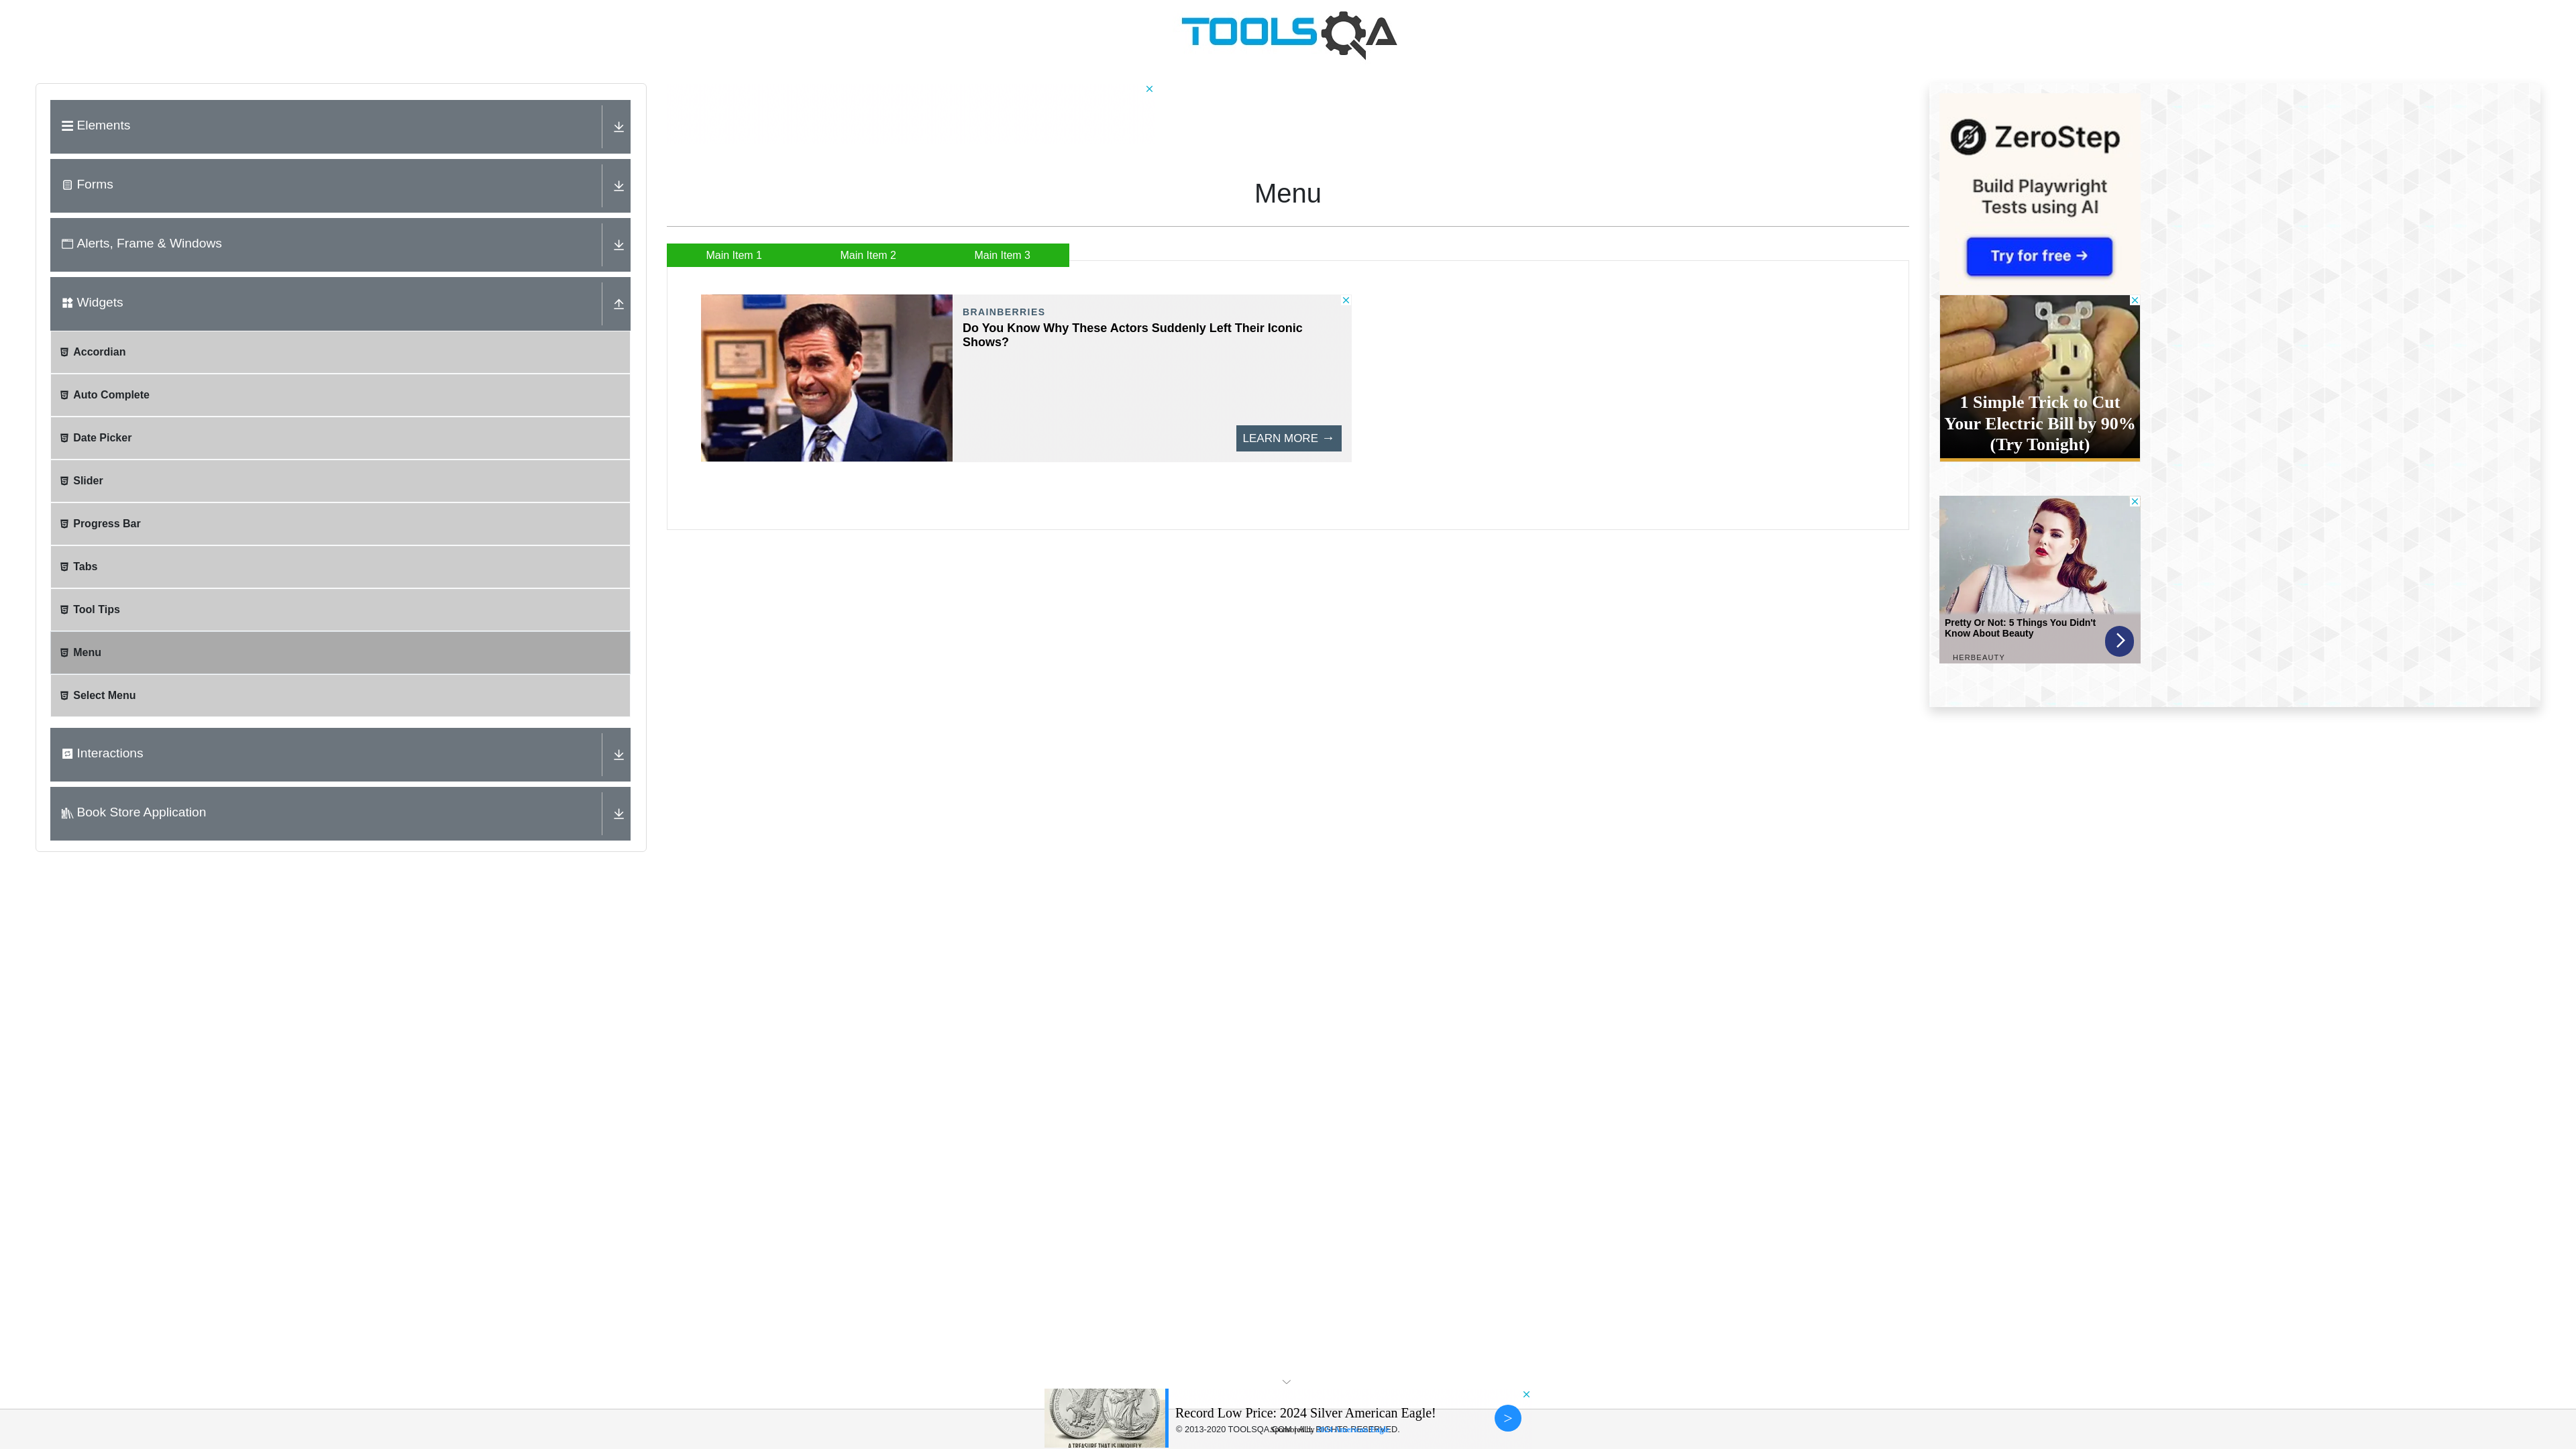 TOOLSQA
Elements
Forms
Alerts, Frame & Windows
Widgets
Accordian
Auto Complete
Date Picker
Slider
Progress Bar
Tabs
Tool Tips
Menu
Select Menu
Interactions
Book Store Application
Menu
Main Item 1
Main Item 2
Main Item 3
BRAINBERRIES
Do You Know Why These Actors Suddenly Left Their Iconic
Shows?
LEARN MORE →
ZeroStep
Build Playwright
Tests using AI
Try for free →
1 Simple Trick to Cut
Your Electric Bill by 90%
(Try Tonight)
Pretty Or Not: 5 Things You Didn't
Know About Beauty
HERBEAUTY
Record Low Price: 2024 Silver American Eagle!
© 2013-2020 TOOLSQA.COM | ALL RIGHTS RESERVED.
A TREASURE THAT IS UNIQUELY